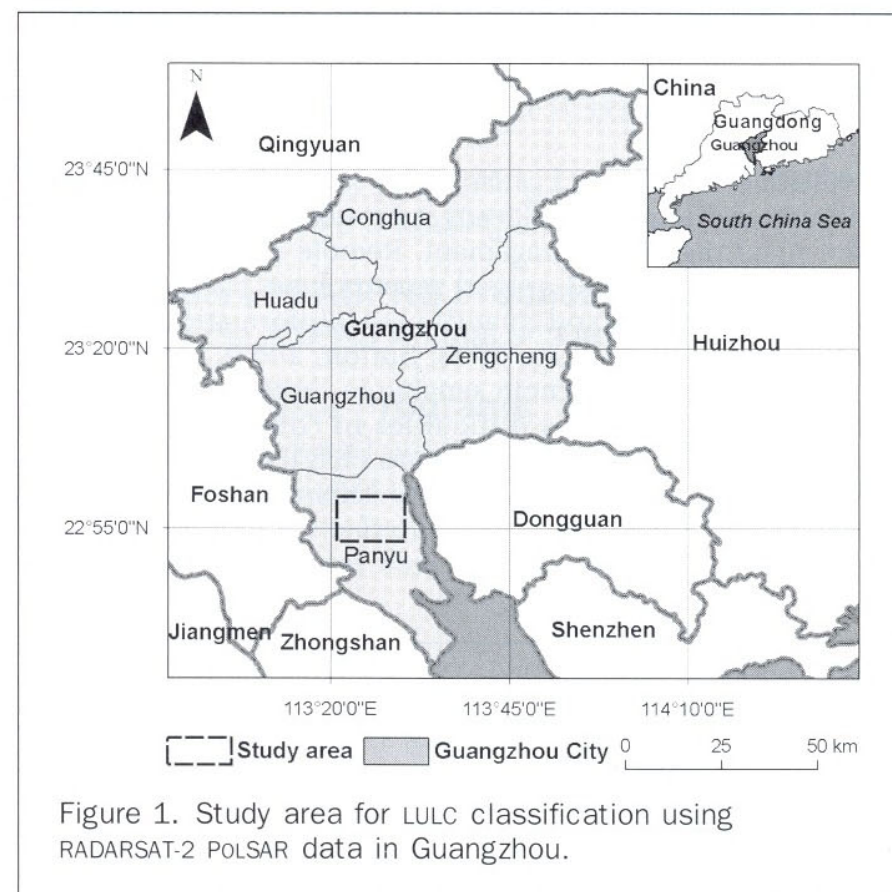 N
China
Guangdong
Guangzhou
South China Sea
Qingyuan
23°45'0"N
Conghua
Huadu
Guangzhou
Huizhou
23°20'0"N
Zengcheng
Guangzhou
Foshan
Dongguan
22°55'0"N
Panyu
Jiangmen
Zhongshan
Shenzhen
113°20'0"E 113°45'0"E 114°10'0"E
Study area Guangzhou City 0 25 50 km
Figure 1. Study area for LULC classification using
RADARSAT-2 POLSAR data in Guangzhou.